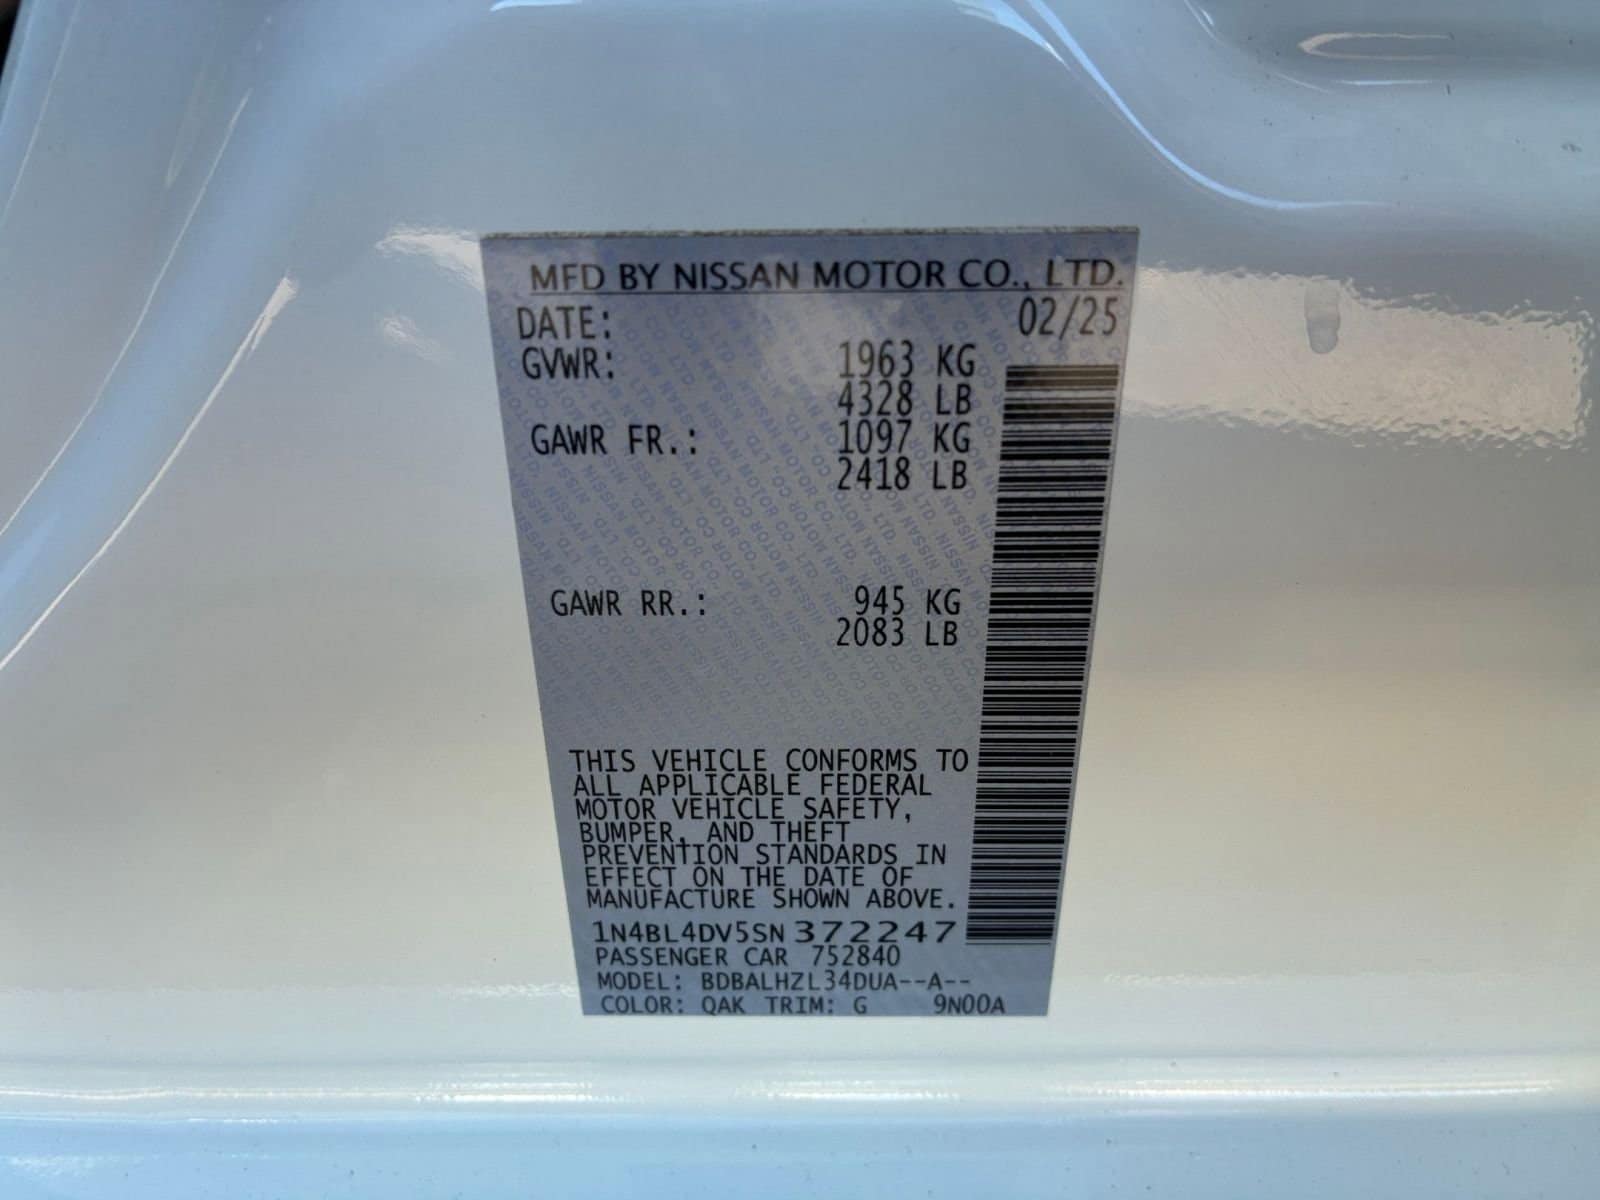 MFD BY NISSAN MOTOR CO., LTD.
DATE: 02/25
GVWR: 1963 KG
4328 LB
GAWR FR.: 1097 KG
2418 LB
GAWR RR.: 945 KG
2083 LB
THIS VEHICLE CONFORMS TO
ALL APPLICABLE FEDERAL
MOTOR VEHICLE SAFETY,
BUMPER, AND THEFT
PREVENTION STANDARDS IN
EFFECT ON THE DATE OF
MANUFACTURE SHOWN ABOVE.
1N4BL4DV5SN372247
PASSENGER CAR 752840
MODEL: BDBALHZL34DUA--A--
COLOR: QAK TRIM: G 9N00A